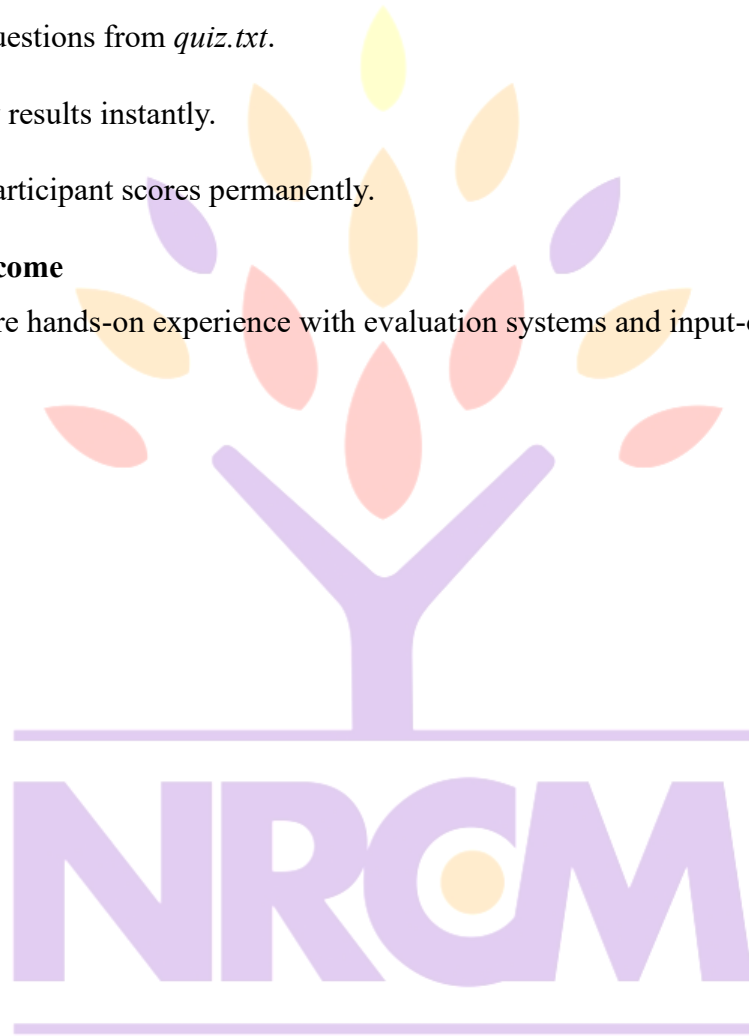 uestions from quiz.txt.
results instantly.
articipant scores permanently.
come
re hands-on experience with evaluation systems and input-
NRCM